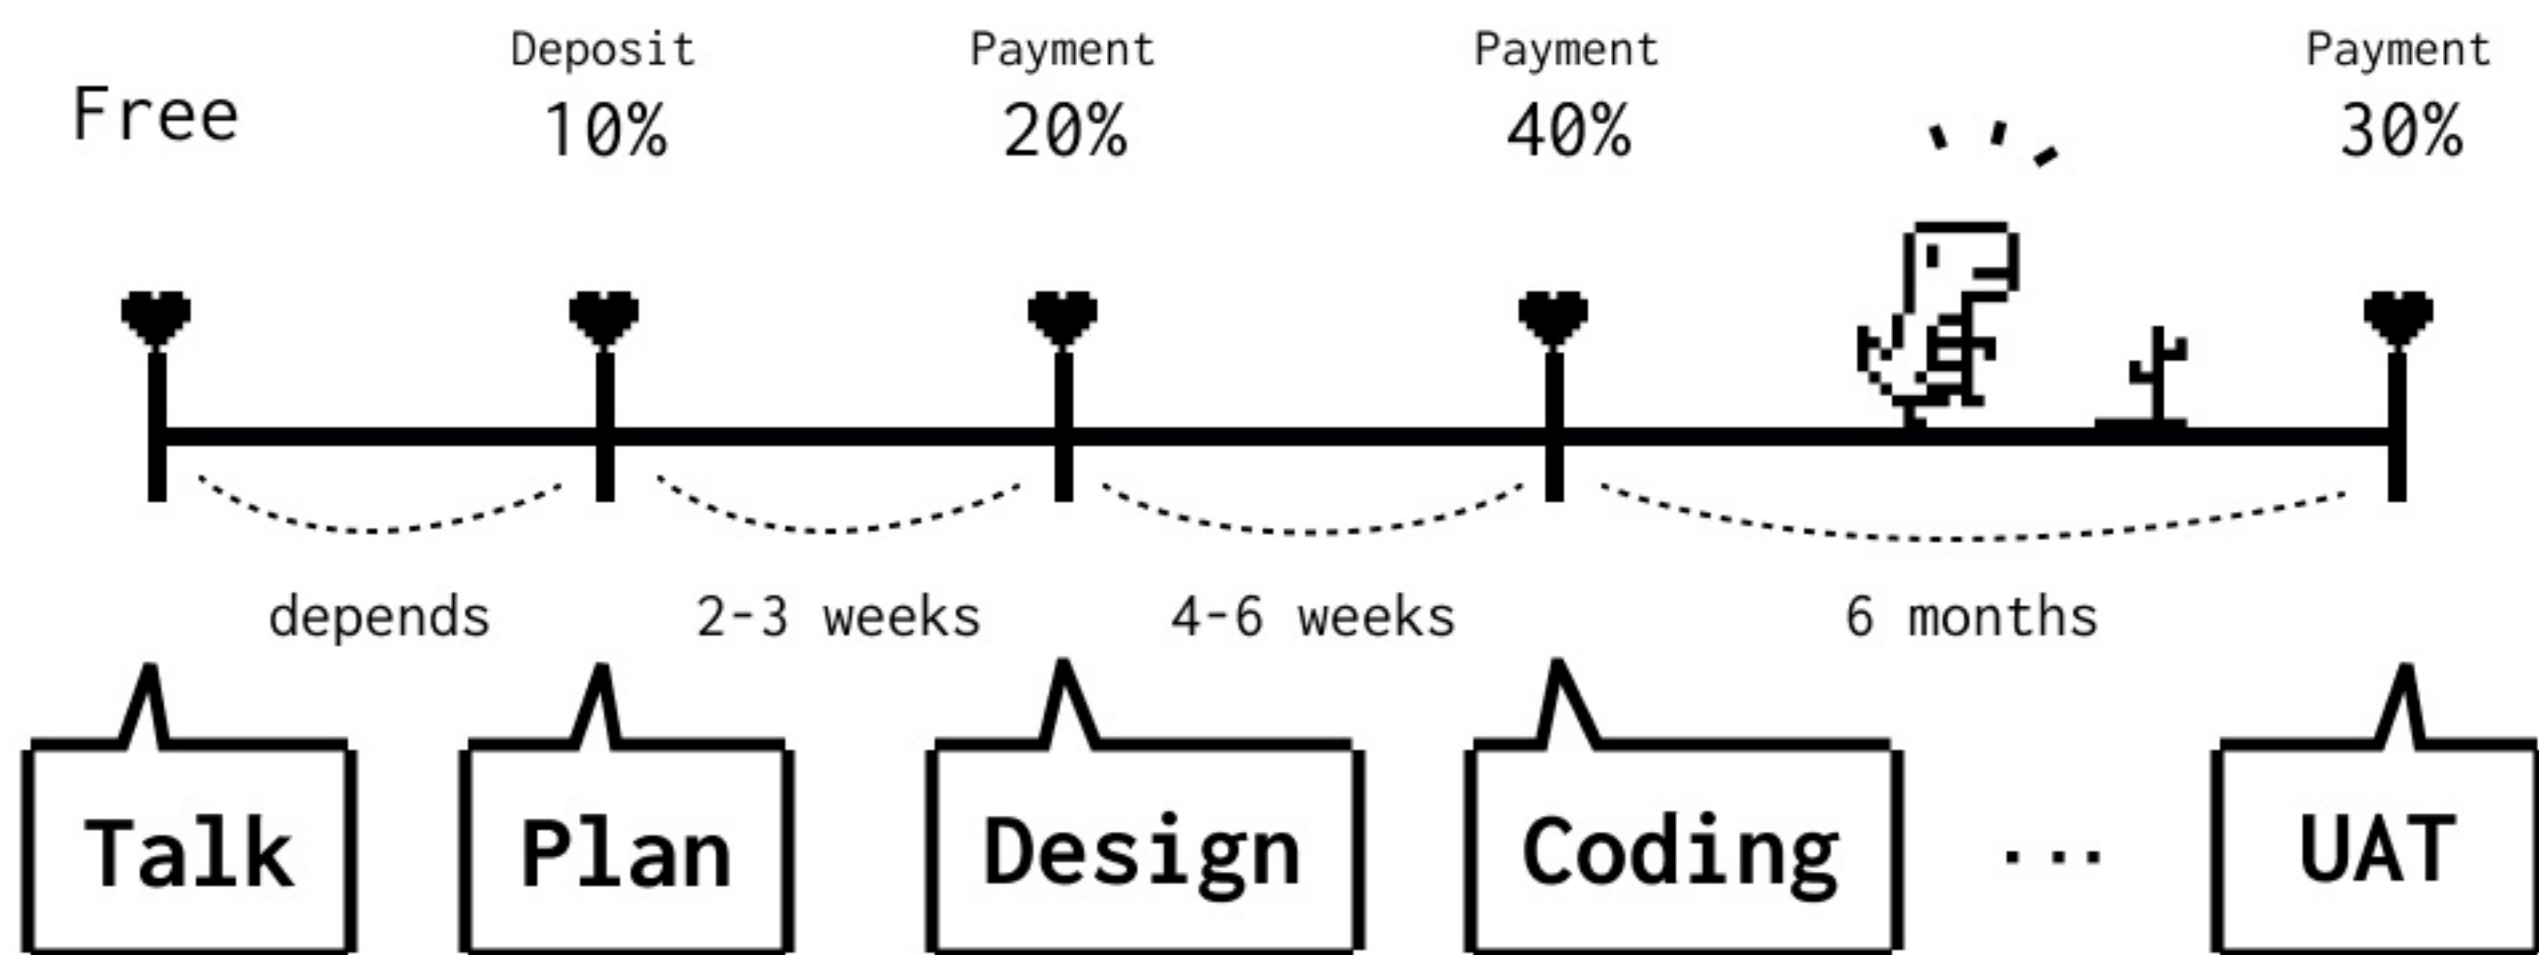 Free
Deposit
10%
Payment
20%
Payment
40%
Payment
30%
depends
2-3 weeks
4-6 weeks
6 months
Talk
Plan
Design
Coding
...
UAT